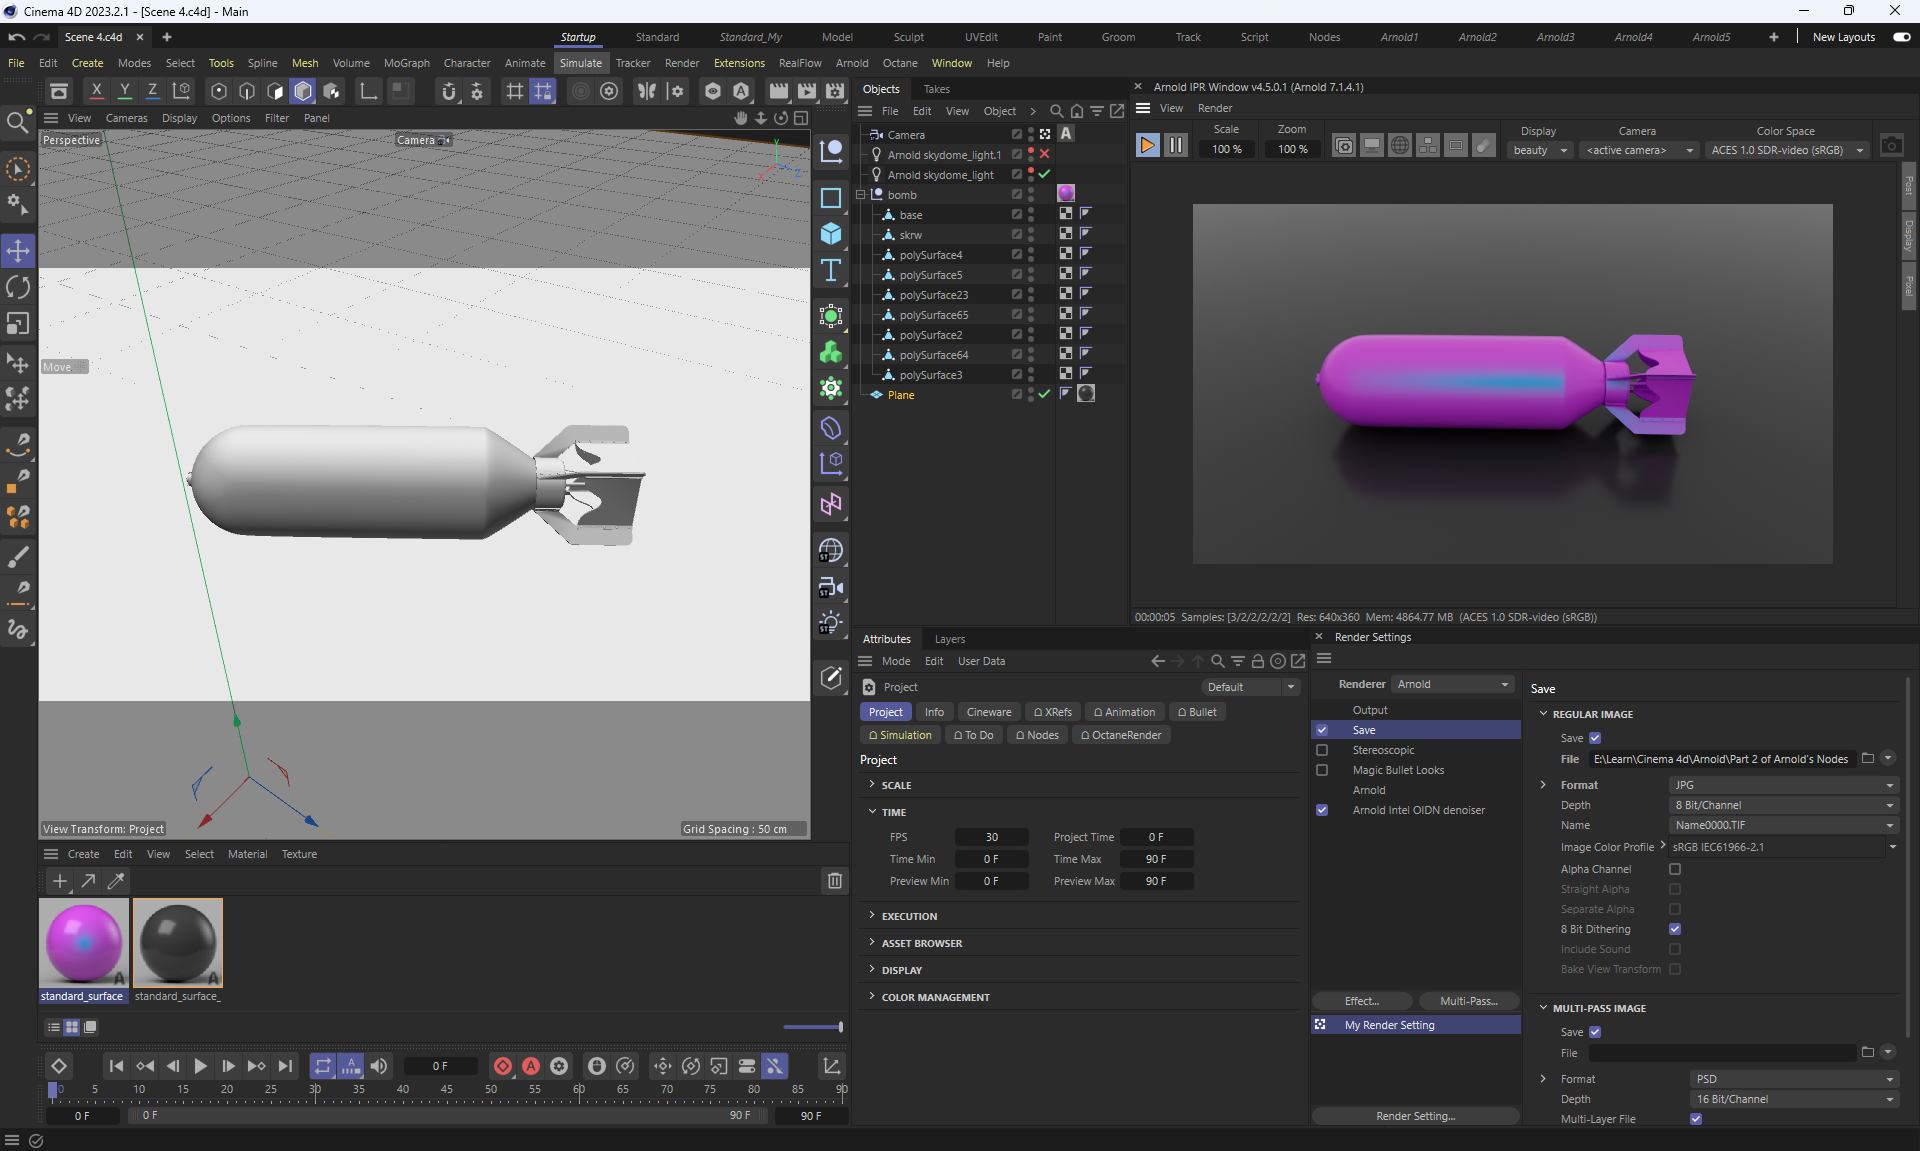 Cinema 4D 2023.2.1 - [Scene 4.c4d] - Main
Scene 4.c4d
Startup Standard Standard_My Model Sculpt UVEdit Paint Groom Track Script Nodes Arnold1 Arnold2 Arnold3 Arnold4 Arnold5 New Layouts
File Edit Create Modes Select Tools Spline Mesh Volume MoGraph Character Animate Simulate Tracker Render Extensions RealFlow Arnold Octane Window Help
X Y Z
View Cameras Display Options Filter Panel
Perspective
Camera
Y
X
Z
Move
View Transform: Project
Grid Spacing : 50 cm
ST
ST
ST
Objects Takes
File Edit View Object
Camera
Arnold skydome_light.1
Arnold skydome_light
bomb
base
skrw
polySurface4
polySurface5
polySurface23
polySurface65
polySurface2
polySurface64
polySurface3
Plane
Arnold IPR Window v4.5.0.1 (Arnold 7.1.4.1)
View Render
Scale Zoom Display Camera Color Space
100 % 100 % beauty <active camera> ACES 1.0 SDR-video (sRGB)
Post
Display
Pixel
00:00:05 Samples: [3/2/2/2/2/2] Res: 640x360 Mem: 4864.77 MB (ACES 1.0 SDR-video (sRGB))
Attributes Layers
Mode Edit User Data
Project Default
Project Info Cineware XRefs Animation Bullet
Simulation To Do Nodes OctaneRender
Project
SCALE
TIME
FPS 30 Project Time 0 F
Time Min 0 F Time Max 90 F
Preview Min 0 F Preview Max 90 F
EXECUTION
ASSET BROWSER
DISPLAY
COLOR MANAGEMENT
Render Settings
Renderer Arnold
Output
Save
Stereoscopic
Magic Bullet Looks
Arnold
Arnold Intel OIDN denoiser
Effect... Multi-Pass...
My Render Setting
Render Setting...
Save
REGULAR IMAGE
Save
File E:\Learn\Cinema 4d\Arnold\Part 2 of Arnold's Nodes
Format JPG
Depth 8 Bit/Channel
Name Name0000.TIF
Image Color Profile sRGB IEC61966-2.1
Alpha Channel
Straight Alpha
Separate Alpha
8 Bit Dithering
Include Sound
Bake View Transform
MULTI-PASS IMAGE
Save
File
Format PSD
Depth 16 Bit/Channel
Multi-Layer File
Create Edit View Select Material Texture
A A
standard_surface standard_surface_
0 F
0 5 10 15 20 25 30 35 40 45 50 55 60 65 70 75 80 85 90
0 F 0 F 90 F 90 F